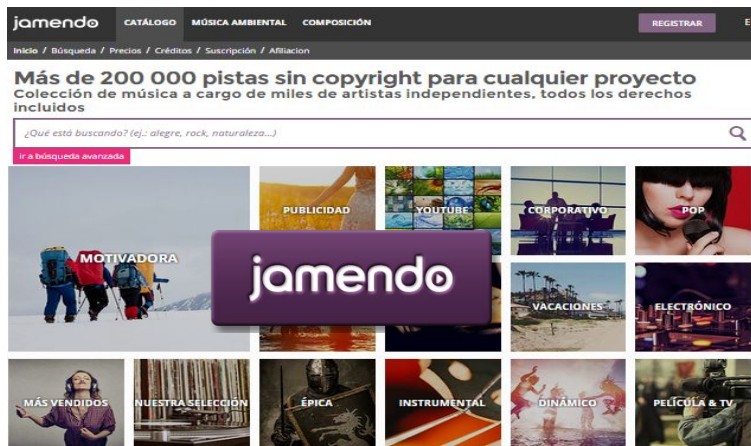 jamendo CATÁLOGO MÚSICA AMBIENTAL COMPOSICIÓN REGISTRAR E
Inicio / Búsqueda / Precios / Créditos / Suscripción / Afiliacion
Más de 200 000 pistas sin copyright para cualquier proyecto
Colección de música a cargo de miles de artistas independientes, todos los derechos
incluidos
¿Qué está buscando? (ej.: alegre, rock, naturaleza...)
Ir a búsqueda avanzada
PUBLICIDAD YOUTUBE CORPORATIVO POP
MOTIVADORA
jamendo
VACACIONES ELECTRÓNICO
MÁS VENDIDOS NUESTRA SELECCIÓN ÉPICA INSTRUMENTAL DINÁMICO PELÍCULA & TV